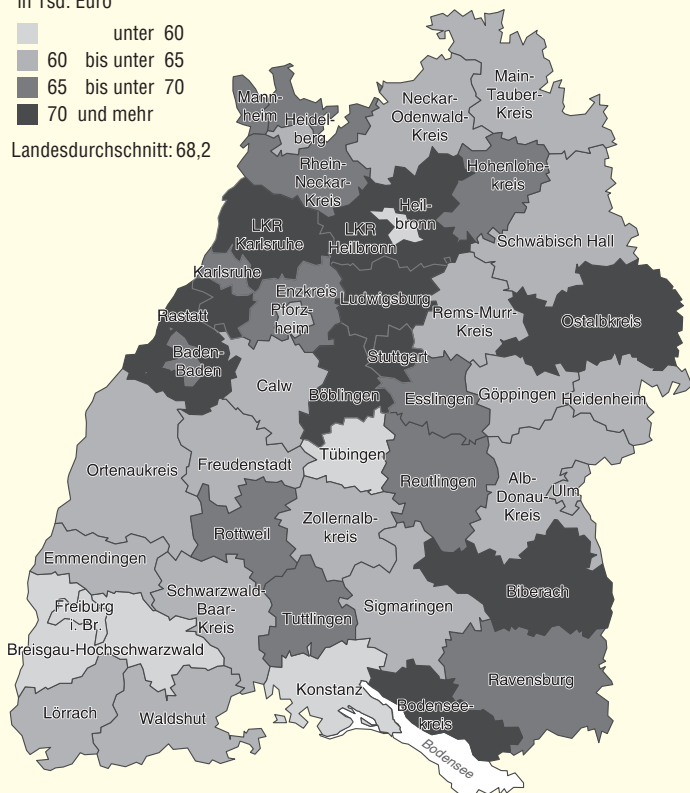 in Tsd. Euro
unter 60
60 bis unter 65
65 bis unter 70
70 und mehr
Landesdurchschnitt: 68,2
Main-
Tauber-
Kreis
Mann-
heim
Heidel-
berg
Neckar-
Odenwald-
Kreis
Rhein-
Neckar-
Kreis
Hohenlohe-
kreis
Heil-
bronn
LKR
Karlsruhe
LKR
Heilbronn
Schwäbisch Hall
Karlsruhe
Enzkreis
Pforz-
heim
Ludwigsburg
Rastatt
Rems-Murr-
Kreis
Ostalbkreis
Baden-
Baden
Stuttgart
Calw
Böblingen
Esslingen
Göppingen
Heidenheim
Tübingen
Ortenaukreis
Freudenstadt
Reutlingen
Alb-
Donau-
Kreis
Ulm
Rottweil
Zollernalb-
kreis
Emmendingen
Schwarzwald-
Baar-
Kreis
Tuttlingen
Sigmaringen
Biberach
Freiburg
i. Br.
Breisgau-Hochschwarzwald
Konstanz
Ravensburg
Lörrach
Waldshut
Bodensee-
kreis
Bodensee